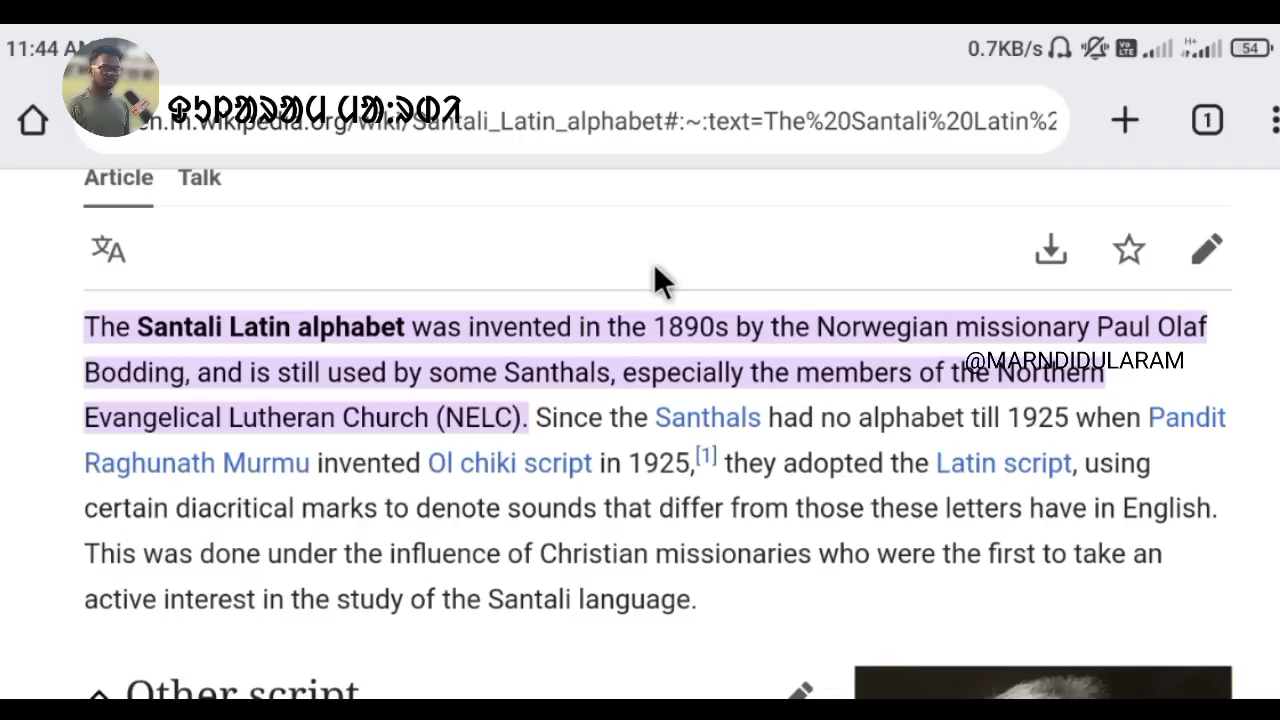 11:44 AM 0.7KB/s Vo LTE H+ 54
en.m.wikipedia.org/wiki/Santali_Latin_alphabet#:~:text=The%20Santali%20Latin%2
1
Article Talk
The Santali Latin alphabet was invented in the 1890s by the Norwegian missionary Paul Olaf
@MARNDIDULARAM
Bodding, and is still used by some Santhals, especially the members of the Northern
Evangelical Lutheran Church (NELC). Since the Santhals had no alphabet till 1925 when Pandit
Raghunath Murmu invented Ol chiki script in 1925,[1] they adopted the Latin script, using
certain diacritical marks to denote sounds that differ from those these letters have in English.
This was done under the influence of Christian missionaries who were the first to take an
active interest in the study of the Santali language.
Other script